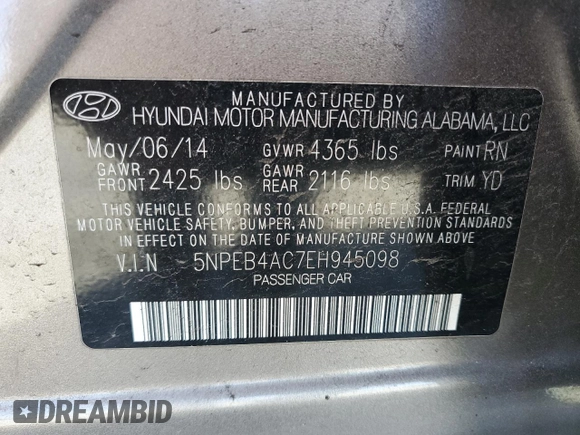 MANUFACTURED BY
HYUNDAI MOTOR MANUFACTURING ALABAMA, LLC
May/06/14 GVWR 4365 lbs PAINT RN
GAWR FRONT 2425 lbs GAWR REAR 2116 lbs TRIM YD
THIS VEHICLE CONFORMS TO ALL APPLICABLE U.S.A. FEDERAL
MOTOR VEHICLE SAFETY, BUMPER, AND THEFT PREVENTION STANDARDS
IN EFFECT ON THE DATE OF MANUFACTURE SHOWN ABOVE.
V.I.N 5NPEB4AC7EH945098
PASSENGER CAR
DREAMBID